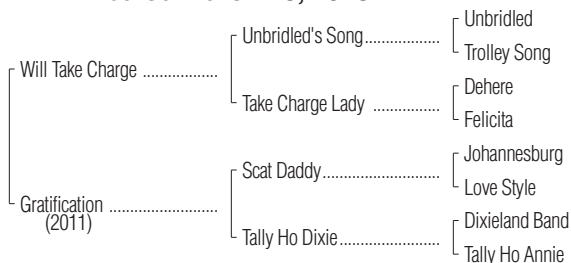 Unbridled
Unbridled's Song..................
Trolley Song
Will Take Charge ..................
Dehere
Take Charge Lady ................
Felicita
Johannesburg
Scat Daddy............................
Love Style
Gratification ..........................
(2011)
Dixieland Band
Tally Ho Dixie........................
Tally Ho Annie